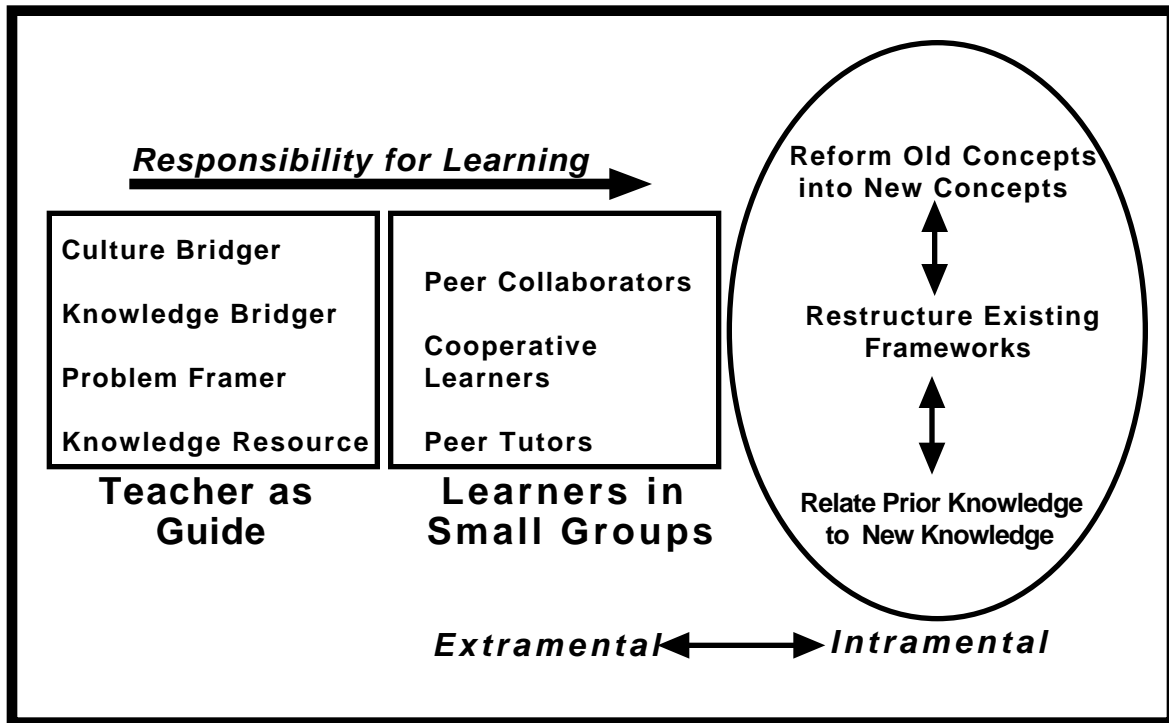 Responsibility for Learning
Culture Bridger
Knowledge Bridger
Problem Framer
Knowledge Resource
Teacher as
Guide
Peer Collaborators
Cooperative
Learners
Peer Tutors
Learners in
Small Groups
Reform Old Concepts
into New Concepts
Restructure Existing
Frameworks
Relate Prior Knowledge
to New Knowledge
Extramental
Intramental